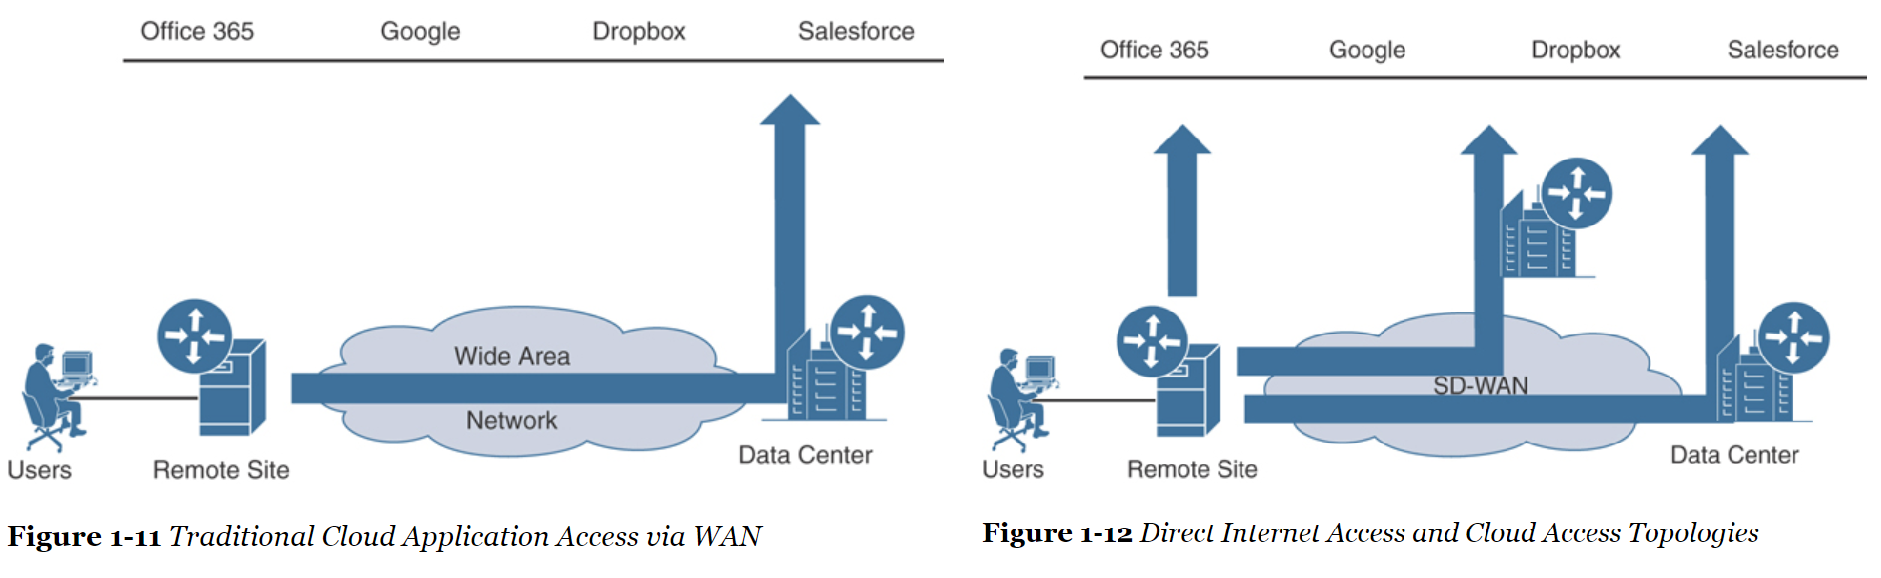 Office 365 Google Dropbox Salesforce
Wide Area
Network
Users
Remote Site
Data Center
Figure 1-11 Traditional Cloud Application Access via WAN
Office 365 Google Dropbox Salesforce
SD-WAN
Users
Remote Site
Data Center
Figure 1-12 Direct Internet Access and Cloud Access Topologies